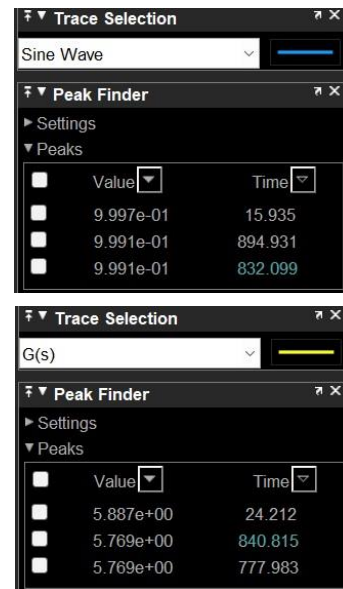 Trace Selection
Sine Wave
Peak Finder
Settings
Peaks
Value Time
9.997e-01 15.935
9.991e-01 894.931
9.991e-01 832.099
Trace Selection
G(s)
Peak Finder
Settings
Peaks
Value Time
5.887e+00 24.212
5.769e+00 840.815
5.769e+00 777.983